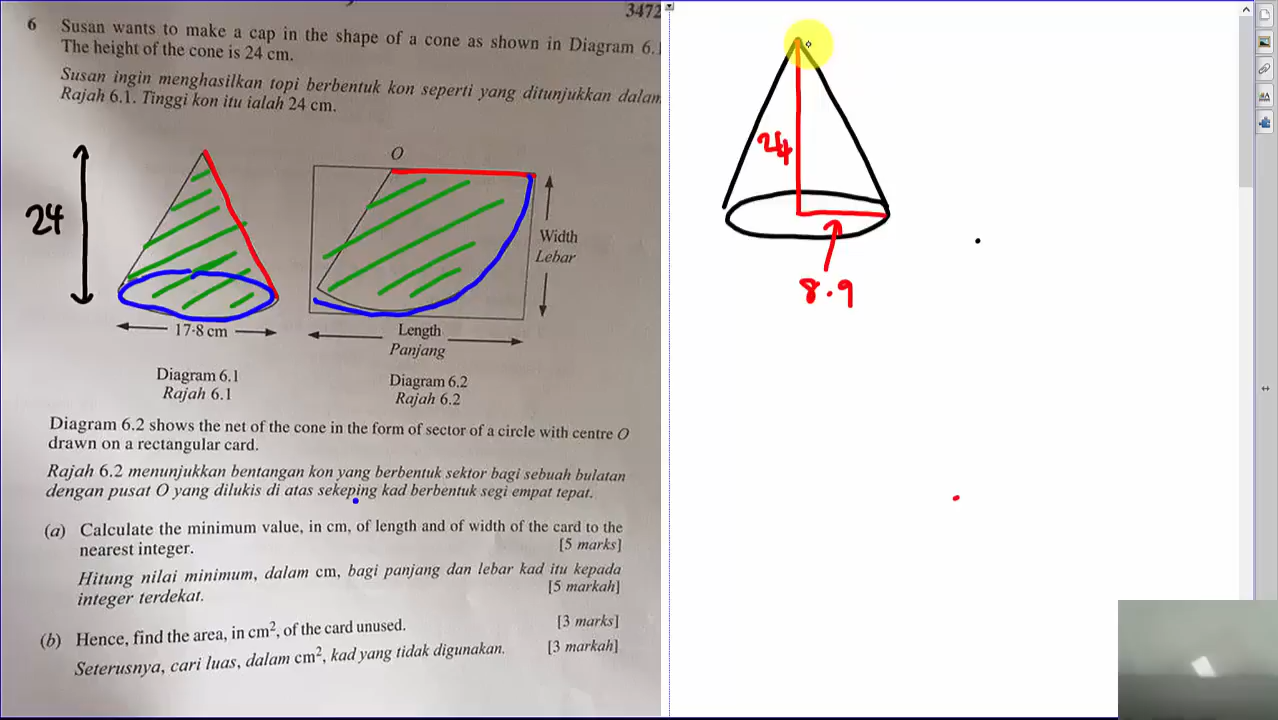 3472
6 Susan wants to make a cap in the shape of a cone as shown in Diagram 6.1
The height of the cone is 24 cm.
Susan ingin menghasilkan topi berbentuk kon seperti yang ditunjukkan dalam
Rajah 6.1. Tinggi kon itu ialah 24 cm.
24
O
Width
Lebar
17·8 cm
Length
Panjang
Diagram 6.1
Rajah 6.1
Diagram 6.2
Rajah 6.2
Diagram 6.2 shows the net of the cone in the form of sector of a circle with centre O
drawn on a rectangular card.
Rajah 6.2 menunjukkan bentangan kon yang berbentuk sektor bagi sebuah bulatan
dengan pusat O yang dilukis di atas sekeping kad berbentuk segi empat tepat.
(a) Calculate the minimum value, in cm, of length and of width of the card to the
nearest integer. [5 marks]
Hitung nilai minimum, dalam cm, bagi panjang dan lebar kad itu kepada
integer terdekat. [5 markah]
(b) Hence, find the area, in cm², of the card unused. [3 marks]
Seterusnya, cari luas, dalam cm², kad yang tidak digunakan. [3 markah]
24
8.9